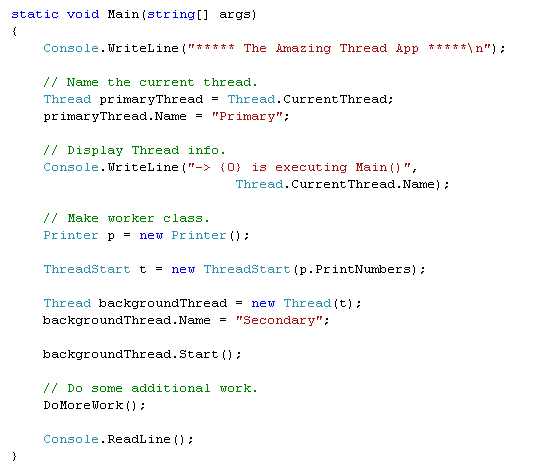 static void Main(string[] args)
{
    Console.WriteLine("***** The Amazing Thread App *****\n");

    // Name the current thread.
    Thread primaryThread = Thread.CurrentThread;
    primaryThread.Name = "Primary";

    // Display Thread info.
    Console.WriteLine("-> {0} is executing Main()",
                            Thread.CurrentThread.Name);

    // Make worker class.
    Printer p = new Printer();

    ThreadStart t = new ThreadStart(p.PrintNumbers);

    Thread backgroundThread = new Thread(t);
    backgroundThread.Name = "Secondary";

    backgroundThread.Start();

    // Do some additional work.
    DoMoreWork();

    Console.ReadLine();
}